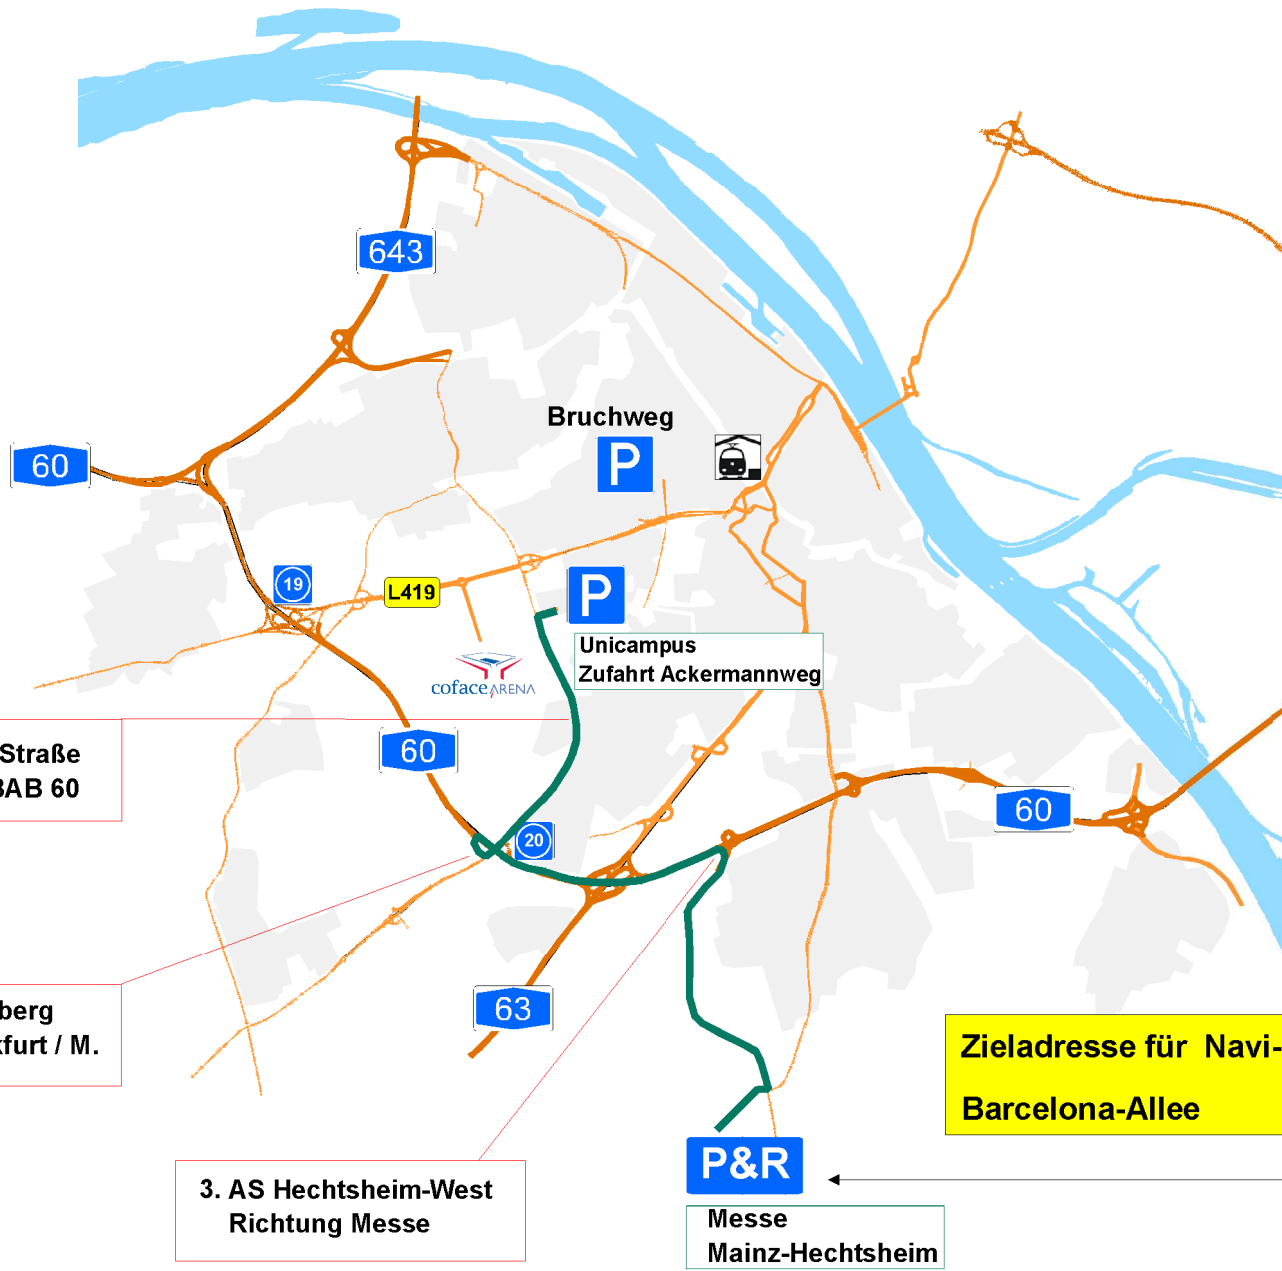 643
Bruchweg
P
60
19
L419
P
Unicampus
Zufahrt Ackermannweg
coface ARENA
Straße
BAB 60
60
60
20
63
berg
kfurt / M.
Zieladresse für Navi-
Barcelona-Allee
3. AS Hechtsheim-West
Richtung Messe
P&R
Messe
Mainz-Hechtsheim